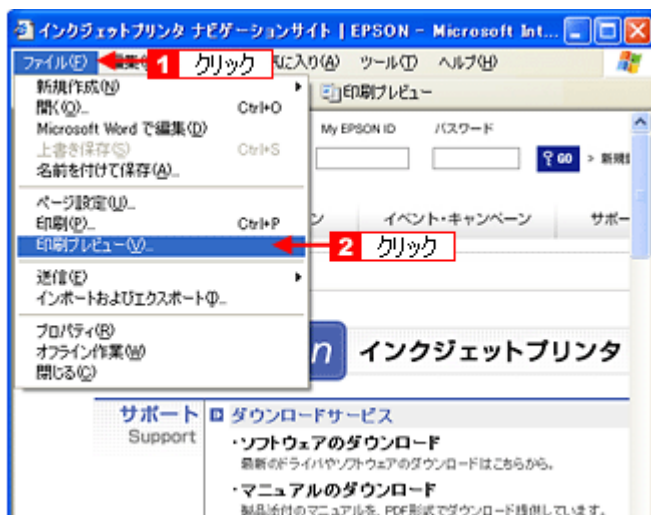 インクジェットプリンタ ナビゲーションサイト | EPSON - Microsoft Int...
ファイル(F) 1 クリック に入り(A) ツール(T) ヘルプ(H)
新規作成(N)
開く(O)... Ctrl+O
Microsoft Word で編集(D)
上書き保存(S) Ctrl+S
名前を付けて保存(A)...
ページ設定(U)...
印刷(P)... Ctrl+P
印刷プレビュー(V)...
送信(E)
インポートおよびエクスポート(I)...
プロパティ(R)
オフライン作業(W)
閉じる(C)
印刷プレビュー
My EPSON ID パスワード
GO > 新規
ン イベント・キャンペーン サポー
2 クリック
n インクジェットプリンタ
サポート
Support
ダウンロードサービス
・ソフトウェアのダウンロード
最新のドライバやソフトウェアのダウンロードはこちらから。
・マニュアルのダウンロード
製品添付のマニュアルを、PDF形式でダウンロード提供しています。